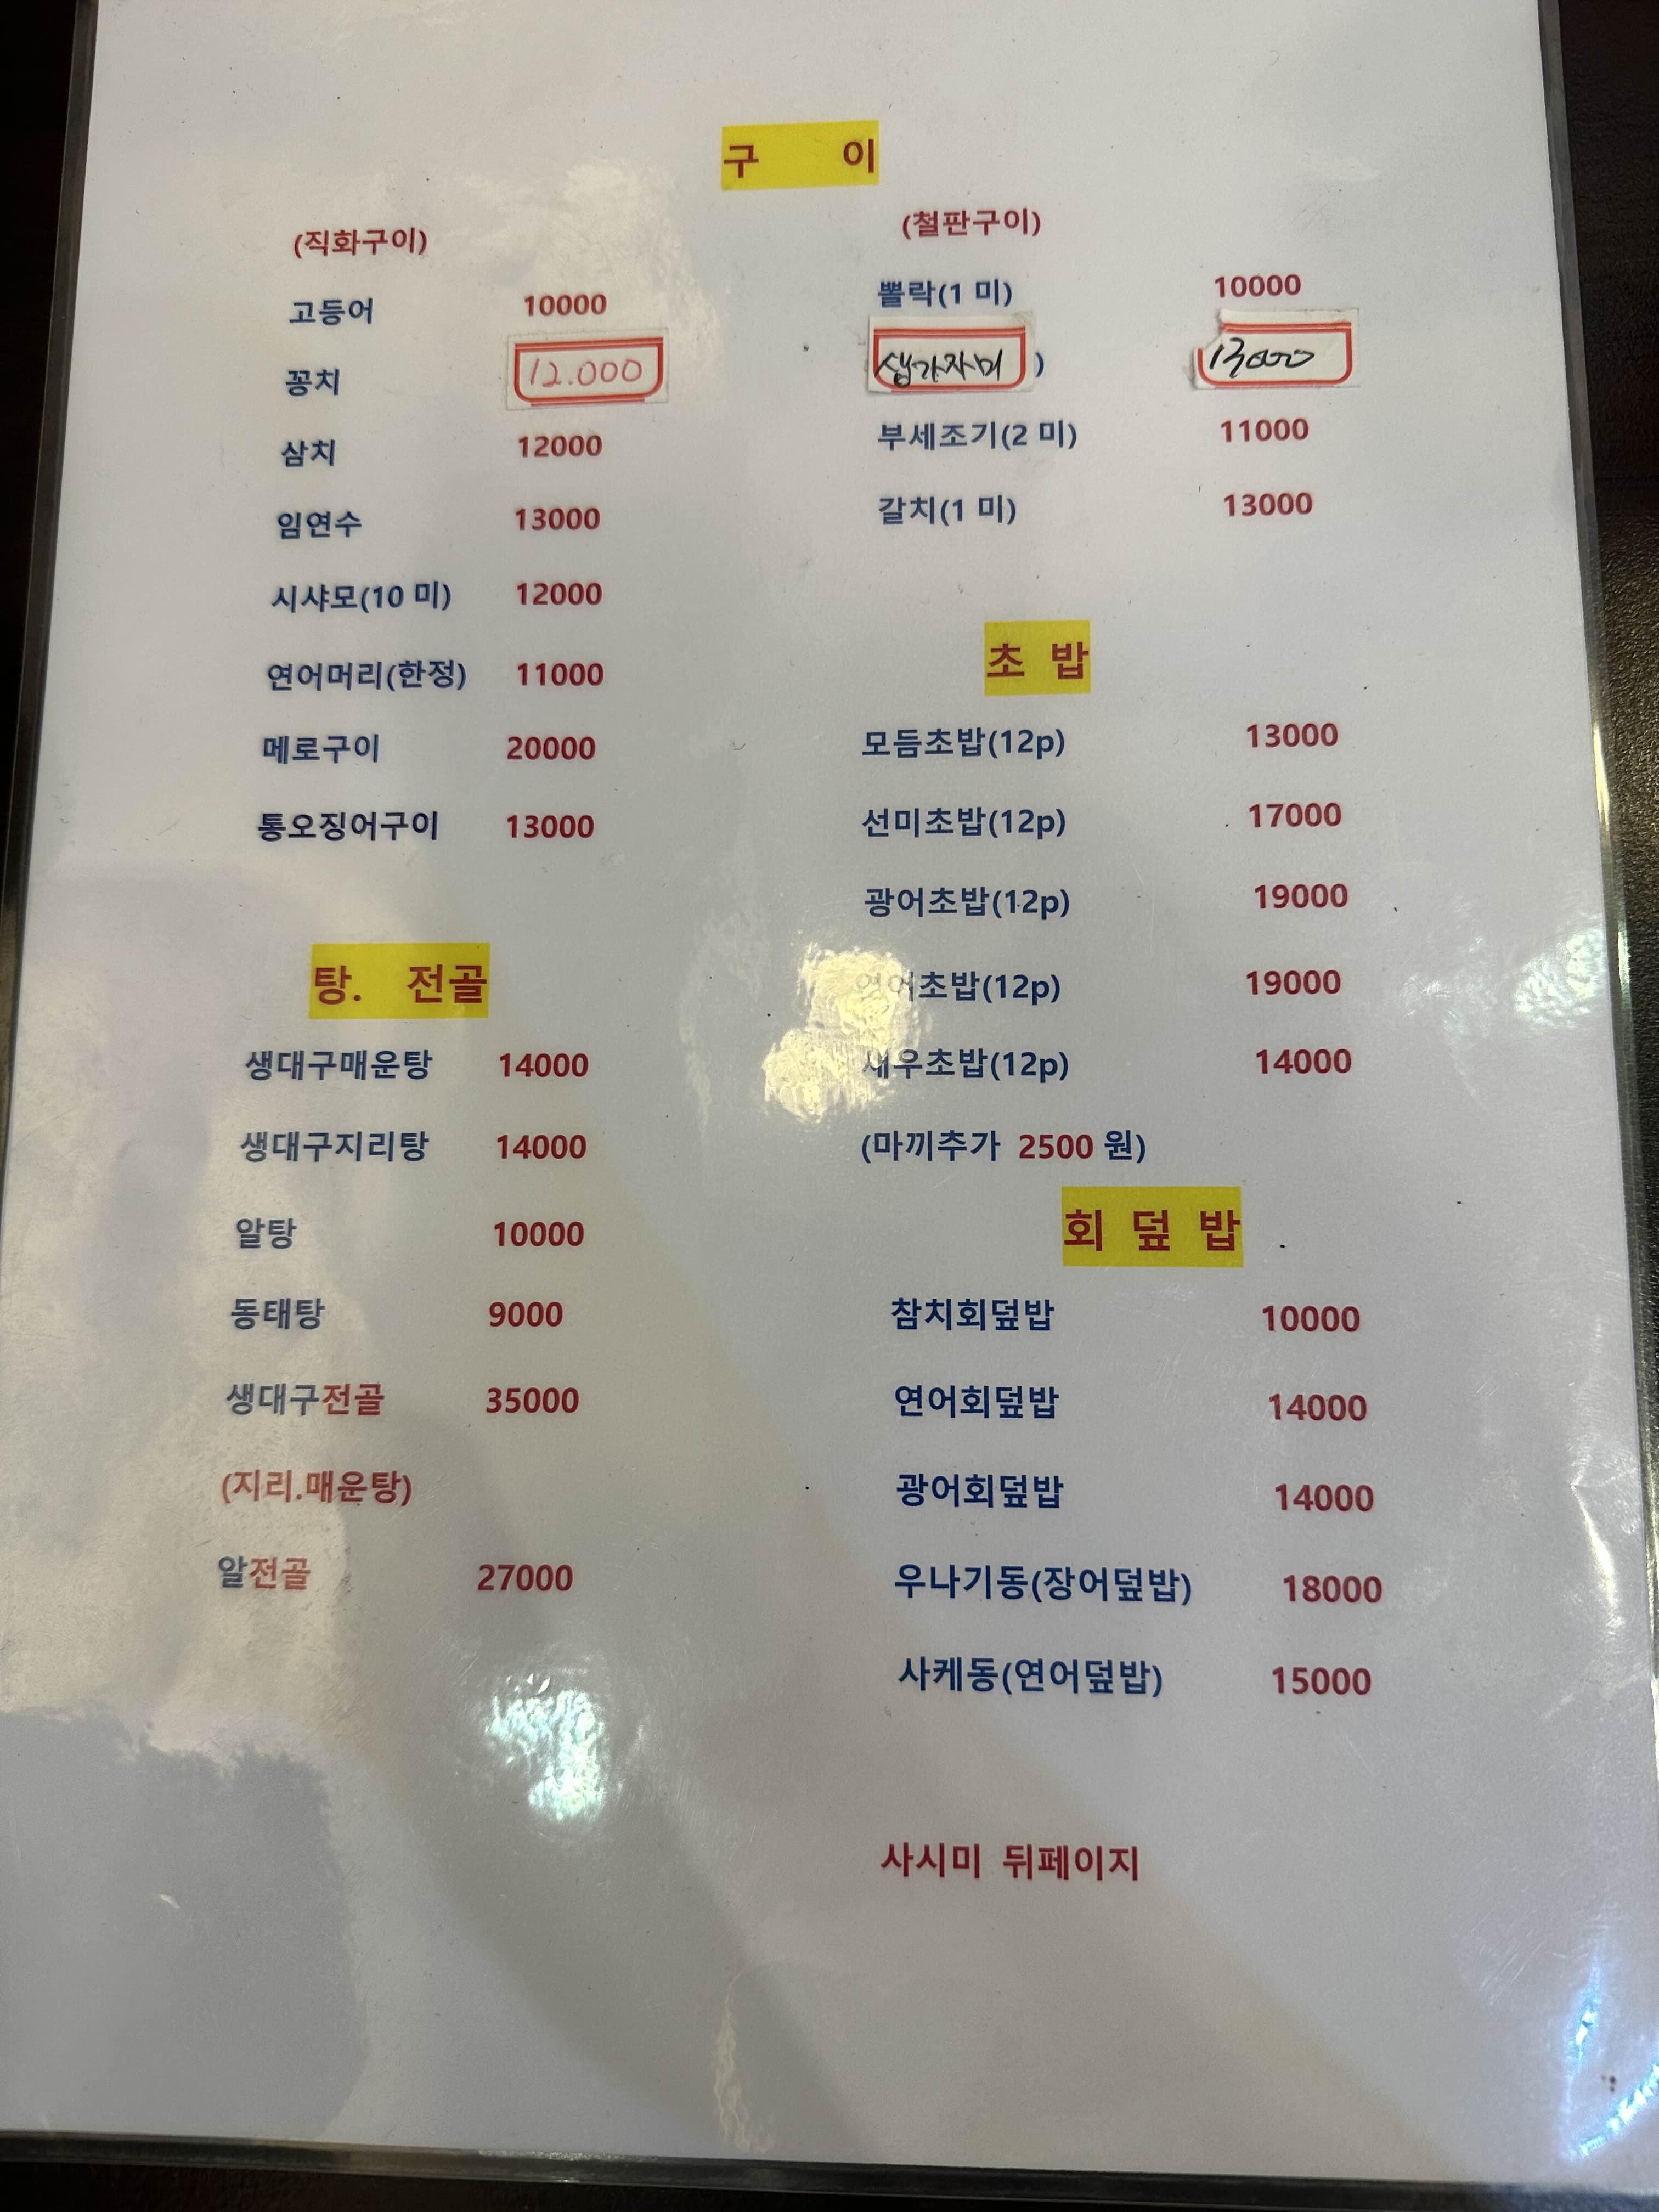 구 이
(직화구이)
고등어 10000
꽁치 12.000
삼치 12000
임연수 13000
시샤모(10 미) 12000
연어머리(한정) 11000
메로구이 20000
통오징어구이 13000
(철판구이)
뽈락(1 미) 10000
생가자미 ) 13000
부세조기(2 미) 11000
갈치(1 미) 13000
탕. 전골
생대구매운탕 14000
생대구지리탕 14000
알탕 10000
동태탕 9000
생대구전골 35000
(지리.매운탕)
알전골 27000
초 밥
모듬초밥(12p) 13000
선미초밥(12p) 17000
광어초밥(12p) 19000
연어초밥(12p) 19000
새우초밥(12p) 14000
(마끼추가 2500 원)
회 덮 밥
참치회덮밥 10000
연어회덮밥 14000
광어회덮밥 14000
우나기동(장어덮밥) 18000
사케동(연어덮밥) 15000
사시미 뒤페이지